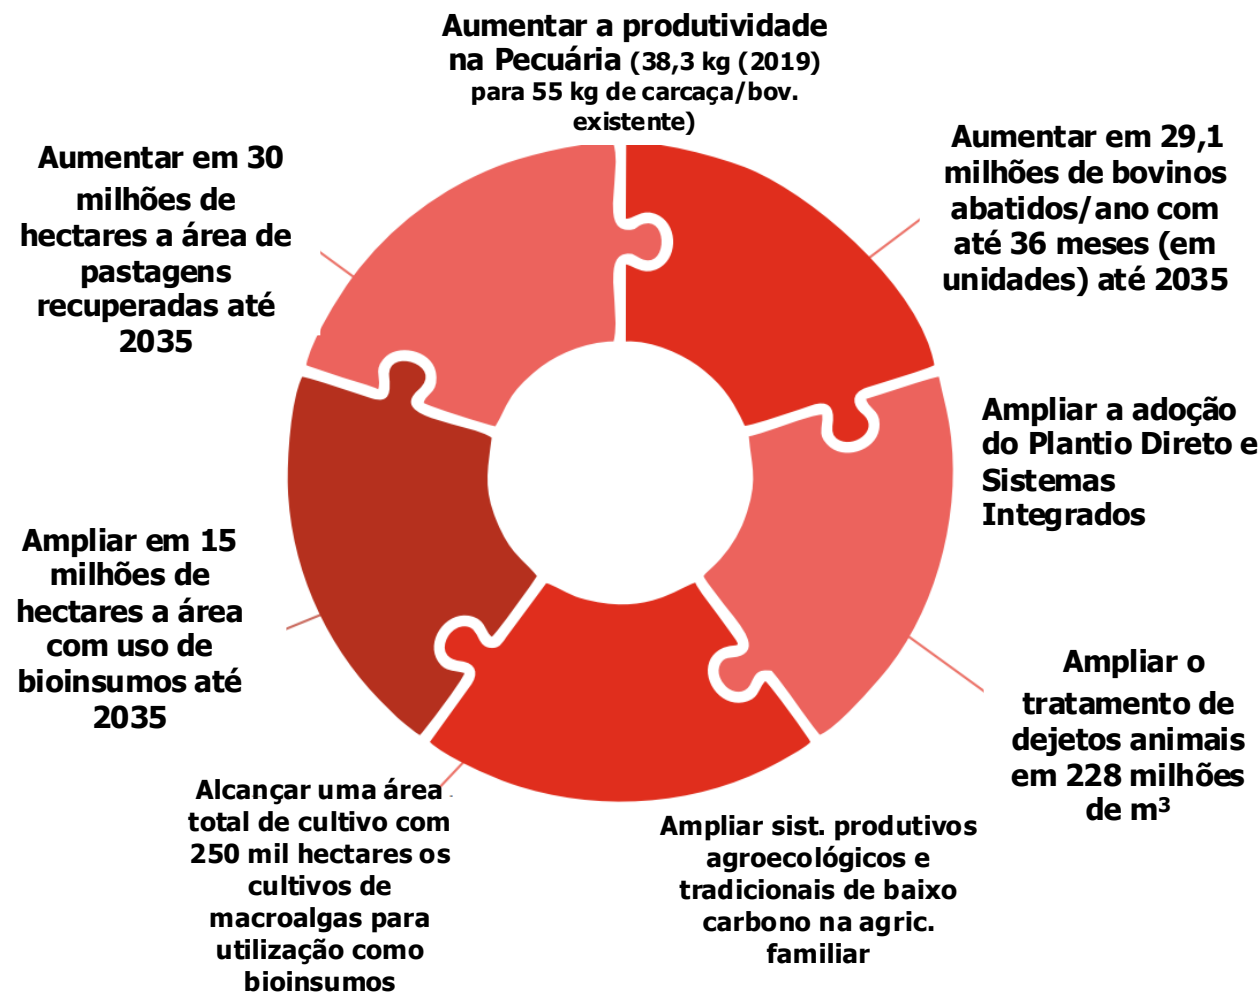 Aumentar a produtividade
na Pecuária (38,3 kg (2019)
para 55 kg de carcaça/bov.
existente)
Aumentar em 29,1
milhões de bovinos
abatidos/ano com
até 36 meses (em
unidades) até 2035
Ampliar a adoção
do Plantio Direto e
Sistemas
Integrados
Ampliar o
tratamento de
dejetos animais
em 228 milhões
de m³
Ampliar sist. produtivos
agroecológicos e
tradicionais de baixo
carbono na agric.
familiar
Alcançar uma área
total de cultivo com
250 mil hectares os
cultivos de
macroalgas para
utilização como
bioinsumos
Ampliar em 15
milhões de
hectares a área
com uso de
bioinsumos até
2035
Aumentar em 30
milhões de
hectares a área de
pastagens
recuperadas até
2035